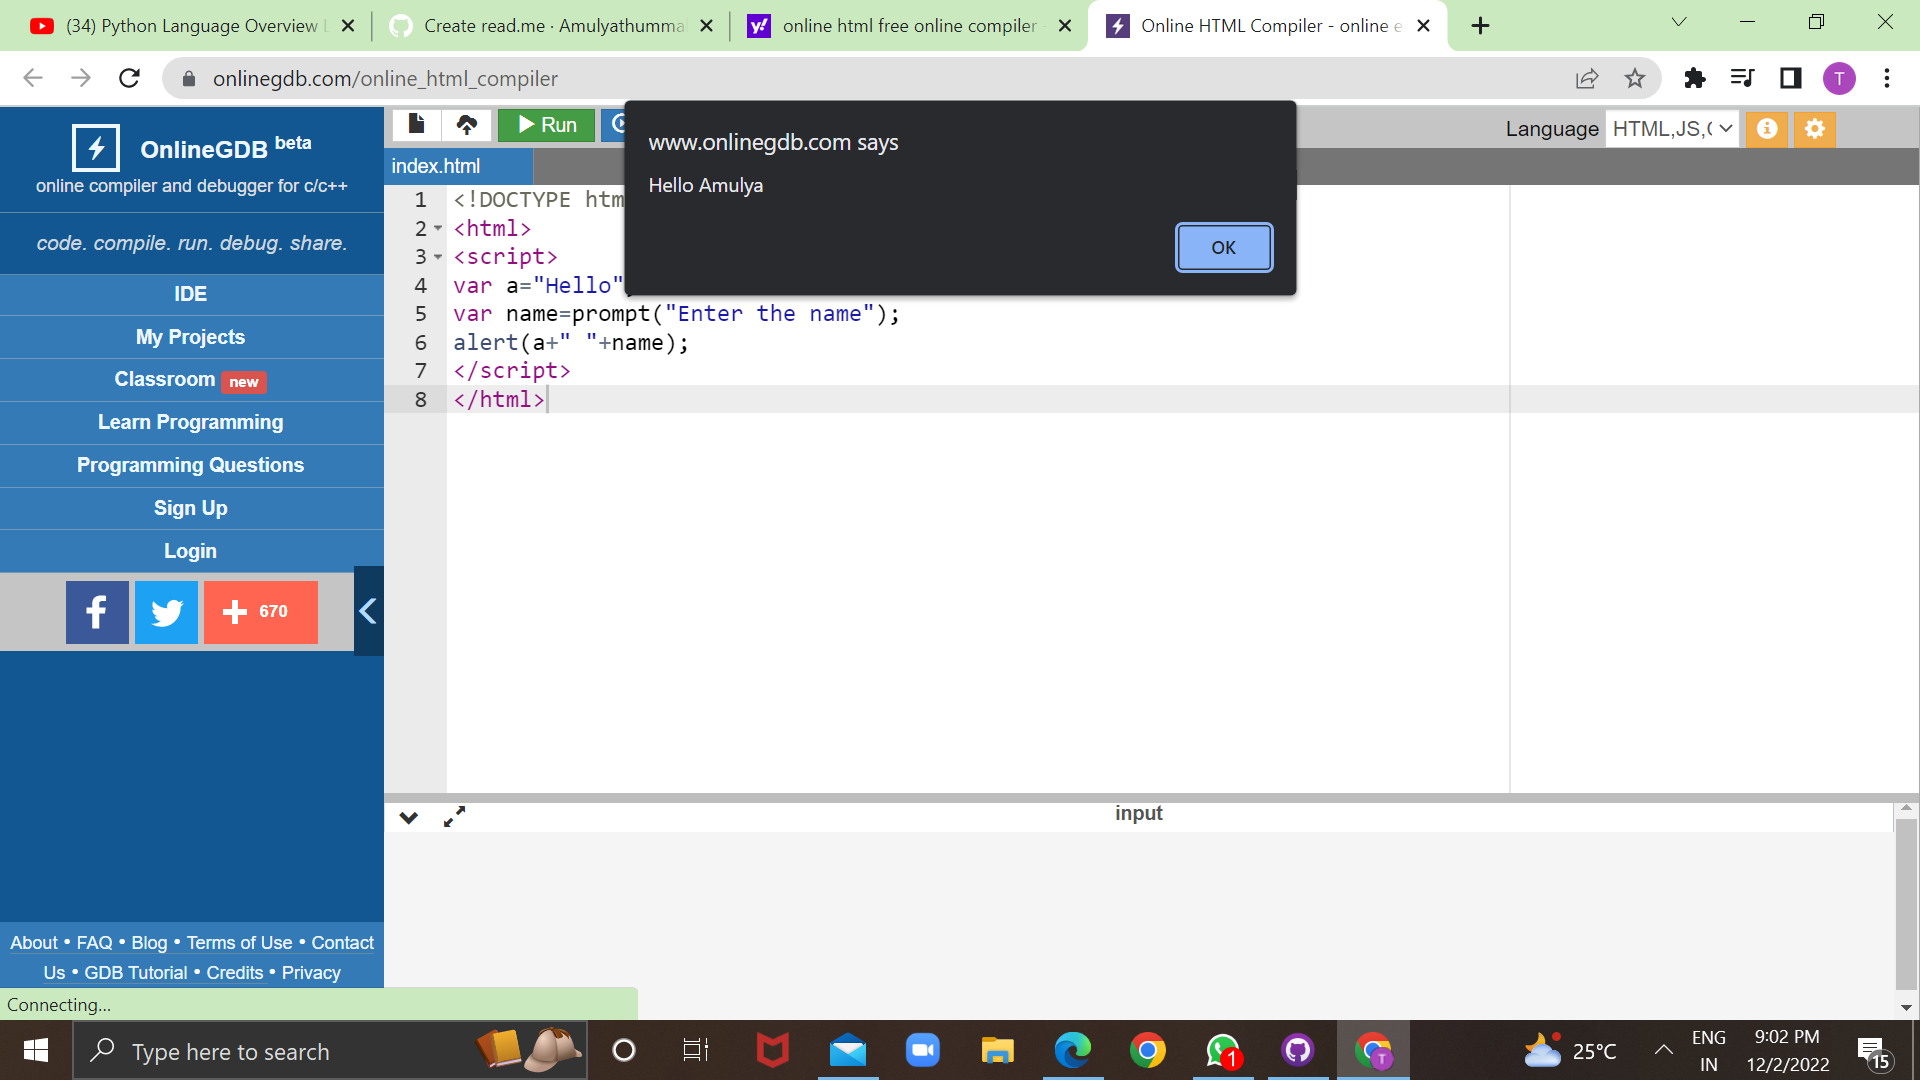 (34) Python Language Overview
Create read.me · Amulyathumma
online html free online compiler
Online HTML Compiler - online e
onlinegdb.com/online_html_compiler
T
OnlineGDB beta
online compiler and debugger for c/c++
code. compile. run. debug. share.
IDE
My Projects
Classroom new
Learn Programming
Programming Questions
Sign Up
Login
f
670
About • FAQ • Blog • Terms of Use • Contact
Us • GDB Tutorial • Credits • Privacy
Connecting...
Run
Language HTML,JS,
index.html
www.onlinegdb.com says
Hello Amulya
OK
1 <!DOCTYPE htm
2 <html>
3 <script>
4 var a="Hello"
5 var name=prompt("Enter the name");
6 alert(a+" "+name);
7 </script>
8 </html>
input
Type here to search
1
T
25°C
ENG
IN
9:02 PM
12/2/2022
15